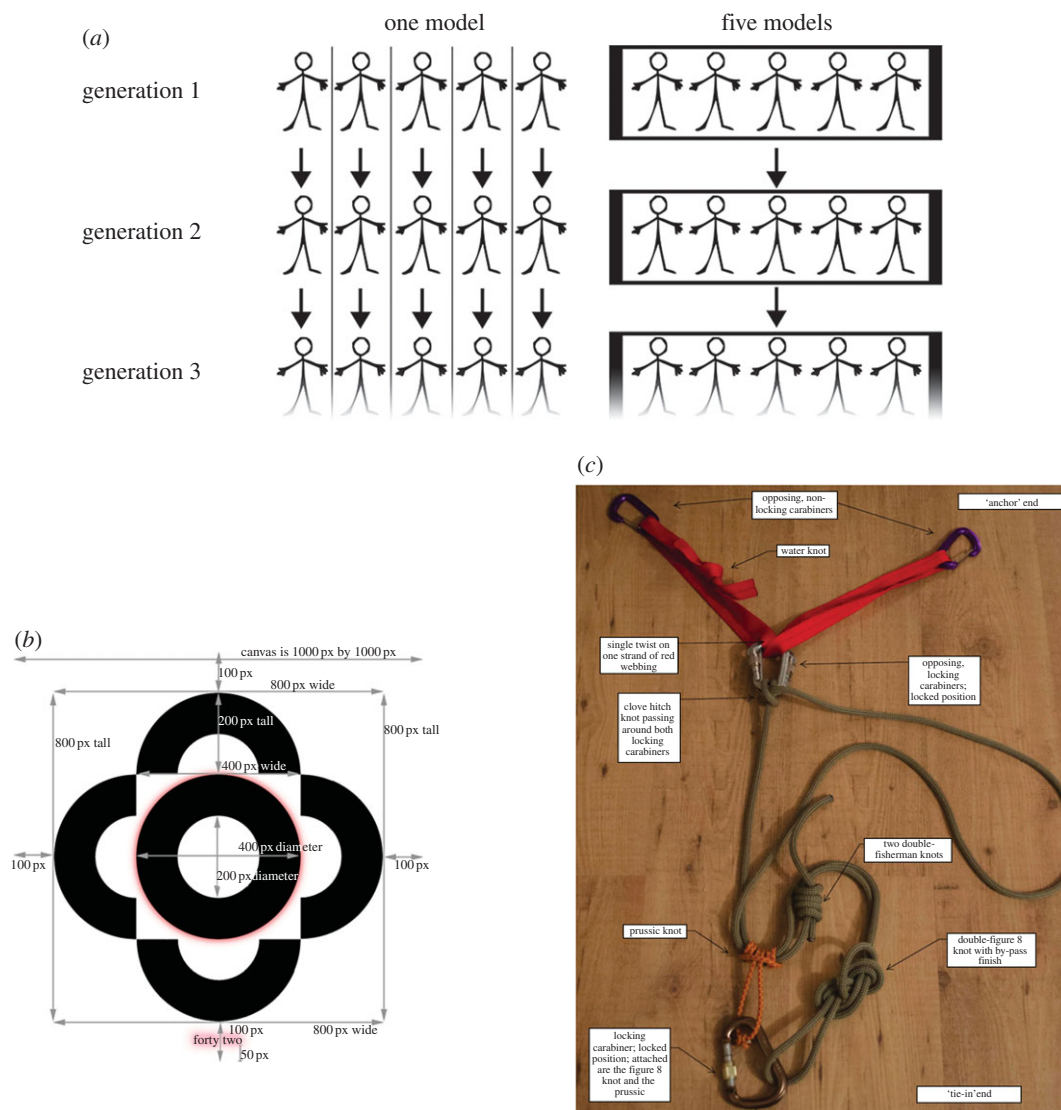 (a)
one model
five models
generation 1
generation 2
generation 3
(b)
canvas is 1000 px by 1000 px
100 px
800 px wide
200 px tall
800 px tall
800 px tall
400 px wide
400 px diameter
200 px diameter
100 px
100 px
100 px
800 px wide
forty two
50 px
(c)
opposing, non-
locking carabiners
'anchor' end
water knot
single twist on
one strand of red
webbing
opposing,
locking
carabiners;
locked position
clove hitch
knot passing
around both
locking
carabiners
two double-
fisherman knots
prussic knot
double-figure 8
knot with by-pass
finish
locking
carabiner; locked
position; attached
are the figure 8
knot and the
prussic
'tie-in'end